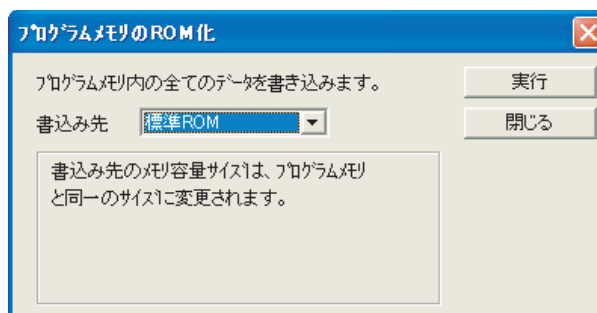 ﾌﾟﾛｸﾞﾗﾑﾒﾓﾘのROM化
ﾌﾟﾛｸﾞﾗﾑﾒﾓﾘ内の全てのﾃﾞｰﾀを書き込みます。
実行
書込み先
標準ROM
閉じる
書込み先のﾒﾓﾘ容量ｻｲｽﾞは、ﾌﾟﾛｸﾞﾗﾑﾒﾓﾘ
と同一のｻｲｽﾞに変更されます。